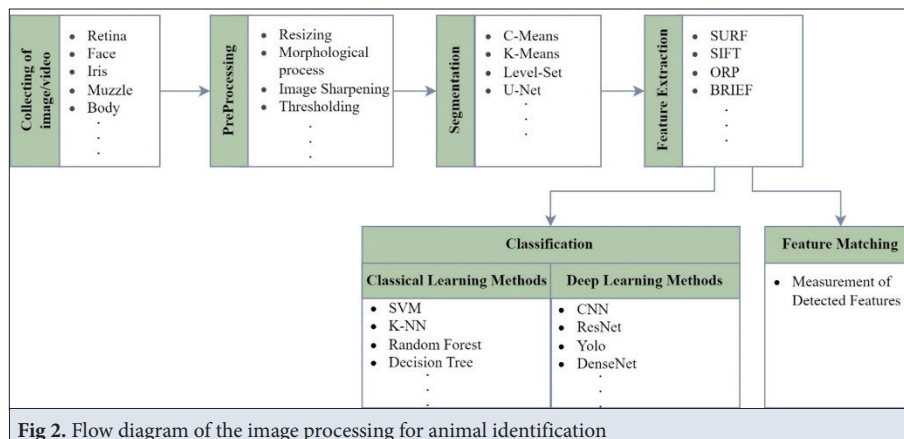 Collecting of
image/video
• Retina
• Face
• Iris
• Muzzle
• Body
.
.
.
PreProcessing
• Resizing
• Morphological
process
• Image Sharpening
• Thresholding
.
.
.
Segmentation
• C-Means
• K-Means
• Level-Set
• U-Net
.
.
.
Feature Extraction
• SURF
• SIFT
• ORP
• BRIEF
.
.
.
Classification
Classical Learning Methods
• SVM
• K-NN
• Random Forest
• Decision Tree
.
.
Deep Learning Methods
• CNN
• ResNet
• Yolo
• DenseNet
.
.
Feature Matching
• Measurement of
Detected Features
Fig 2. Flow diagram of the image processing for animal identification